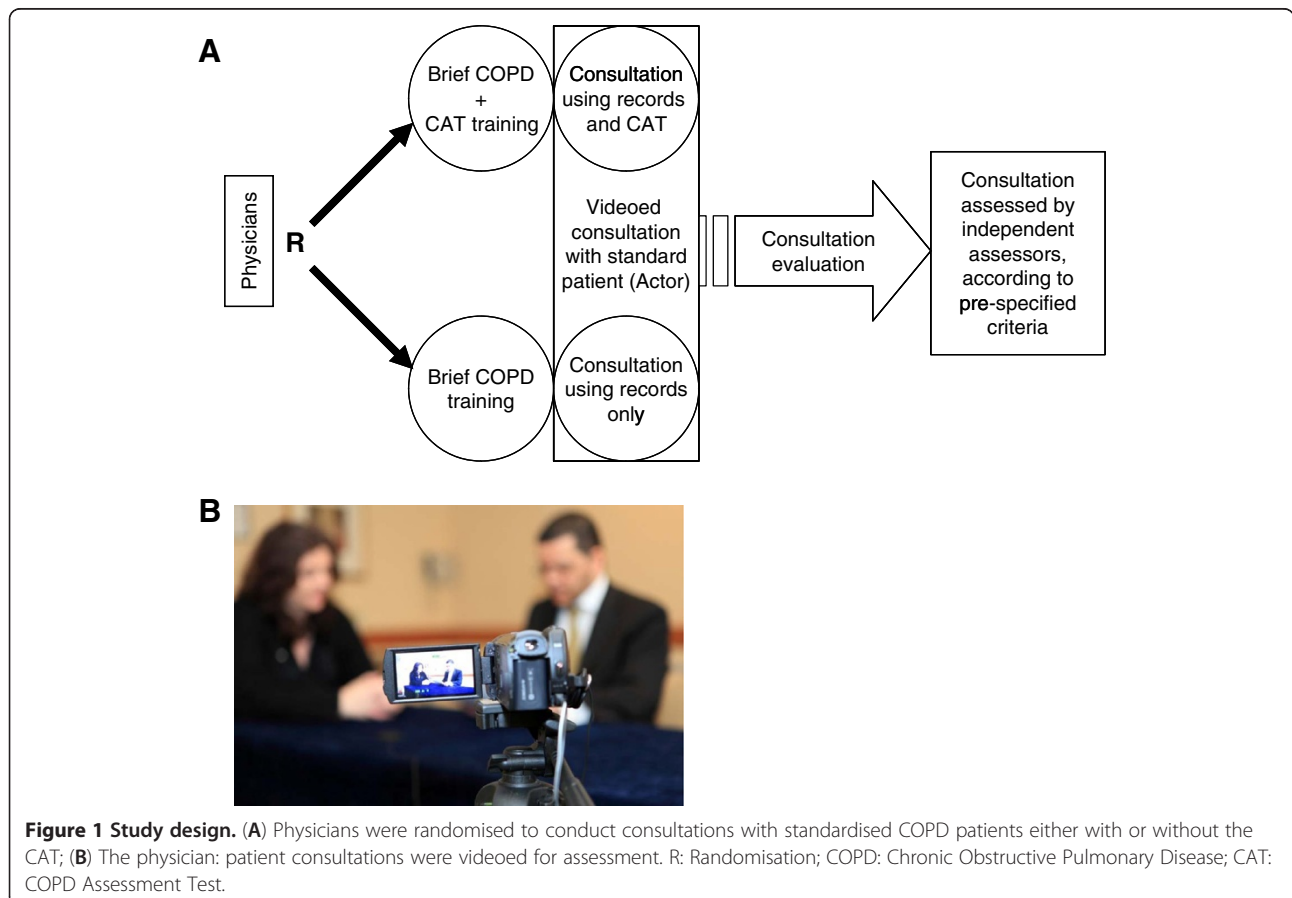 A
Brief COPD
+
CAT training
Consultation
using records
and CAT
Physicians
R
Videoed
consultation
with standard
patient (Actor)
Consultation
evaluation
Consultation
assessed by
independent
assessors,
according to
pre-specified
criteria
Brief COPD
training
Consultation
using records
only
B
Figure 1 Study design. (A) Physicians were randomised to conduct consultations with standardised COPD patients either with or without the
CAT; (B) The physician: patient consultations were videoed for assessment. R: Randomisation; COPD: Chronic Obstructive Pulmonary Disease; CAT:
COPD Assessment Test.